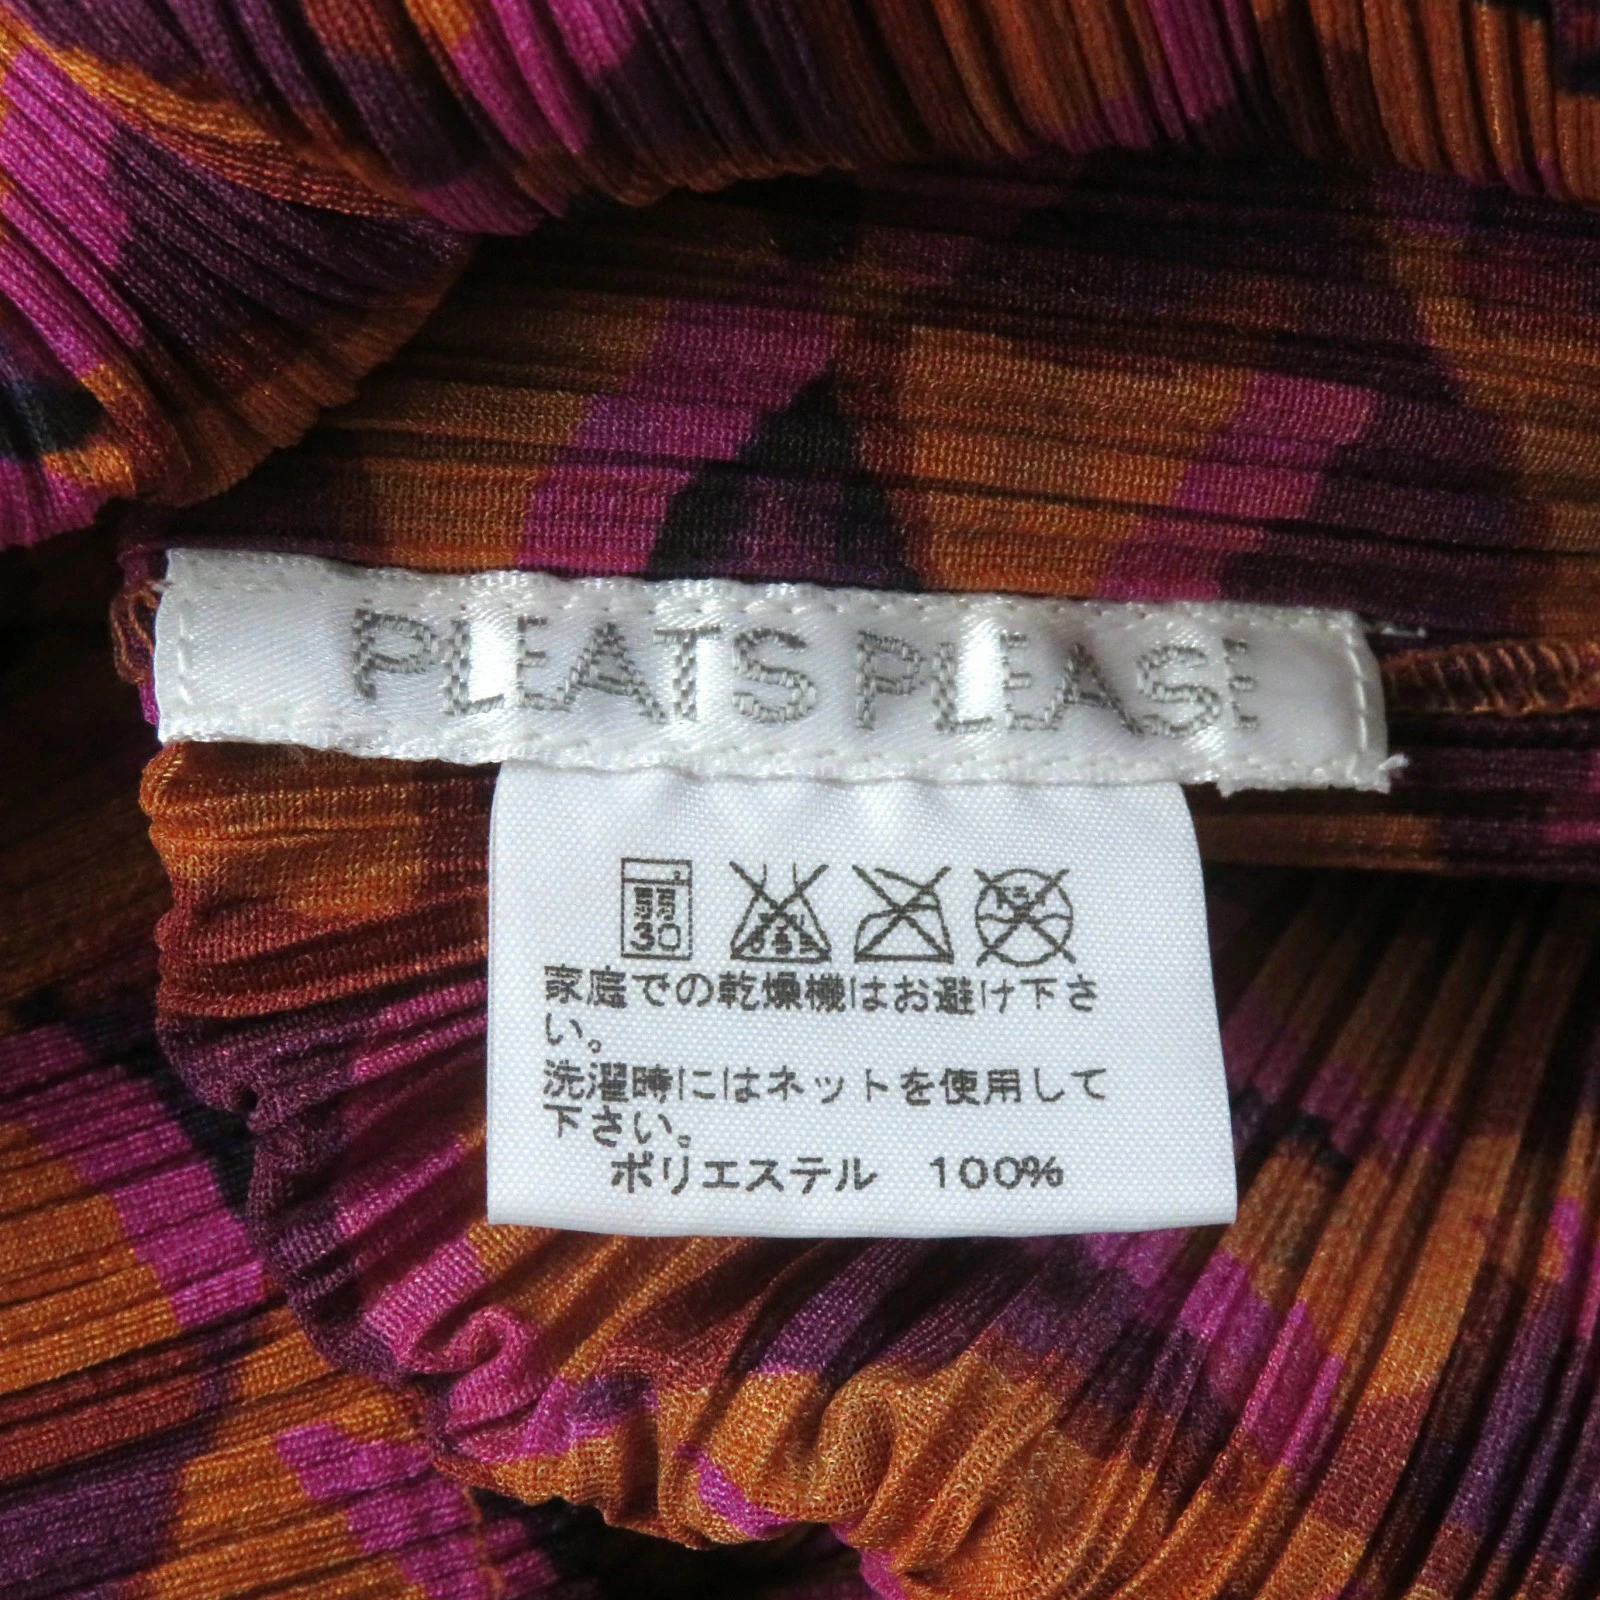 PLEATS PLEASE
30
家庭での乾燥機はお避け下さ
い。
洗濯時にはネットを使用して
下さい。
ポリエステル 100%